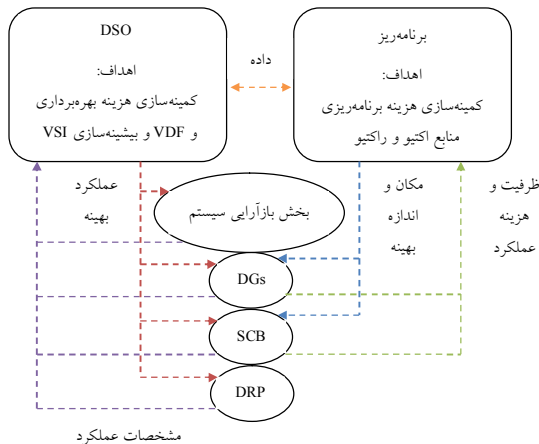 DSO
اهداف:
کمینه‌سازی هزینه بهره‌برداری
و VDF و بیشینه‌سازی VSI
داده
برنامه‌ریز
اهداف:
کمینه‌سازی هزینه برنامه‌ریزی
منابع اکتیو و راکتیو
عملکرد
بهینه
بخش بازآرایی سیستم
مکان و
اندازه
بهینه
ظرفیت و
هزینه
عملکرد
DGs
SCB
DRP
مشخصات عملکرد